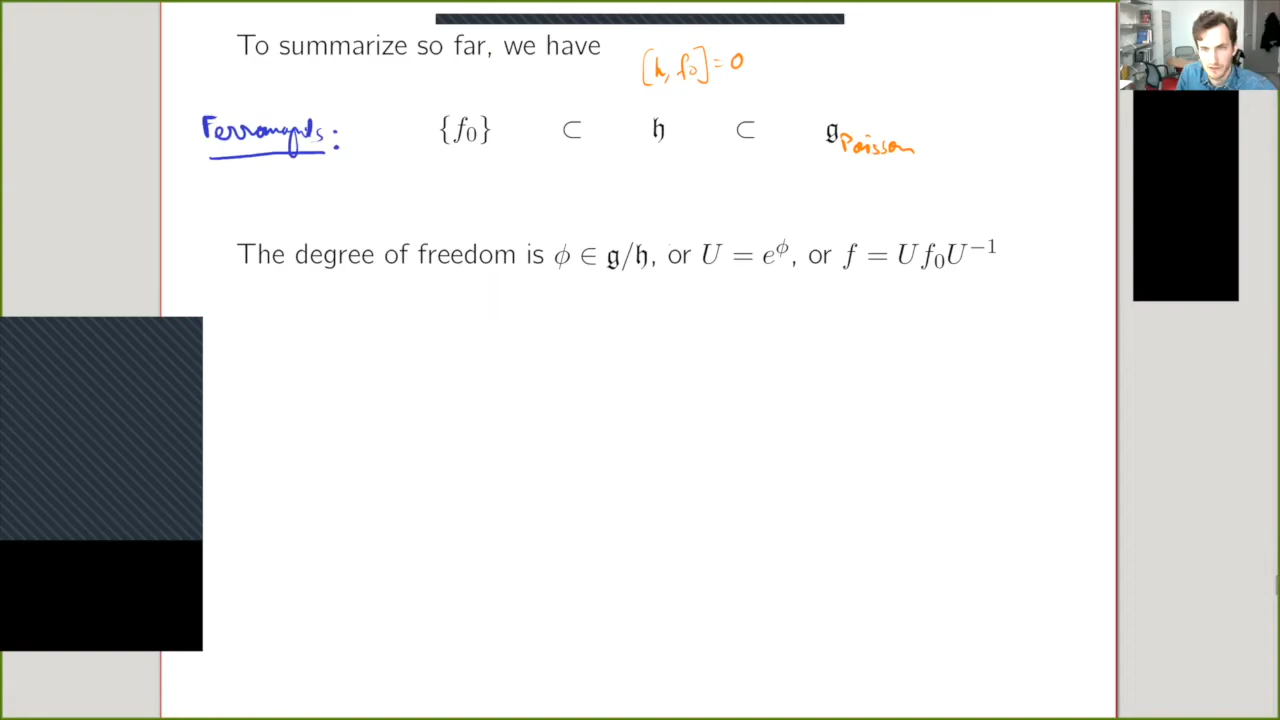 To summarize so far, we have
[h, f₀] = 0
Ferromagnets: {f₀} ⊂ 𝔥 ⊂ 𝔤 Poisson
The degree of freedom is ϕ ∈ 𝔤/𝔥, or U = e^ϕ, or f = U f₀ U⁻¹